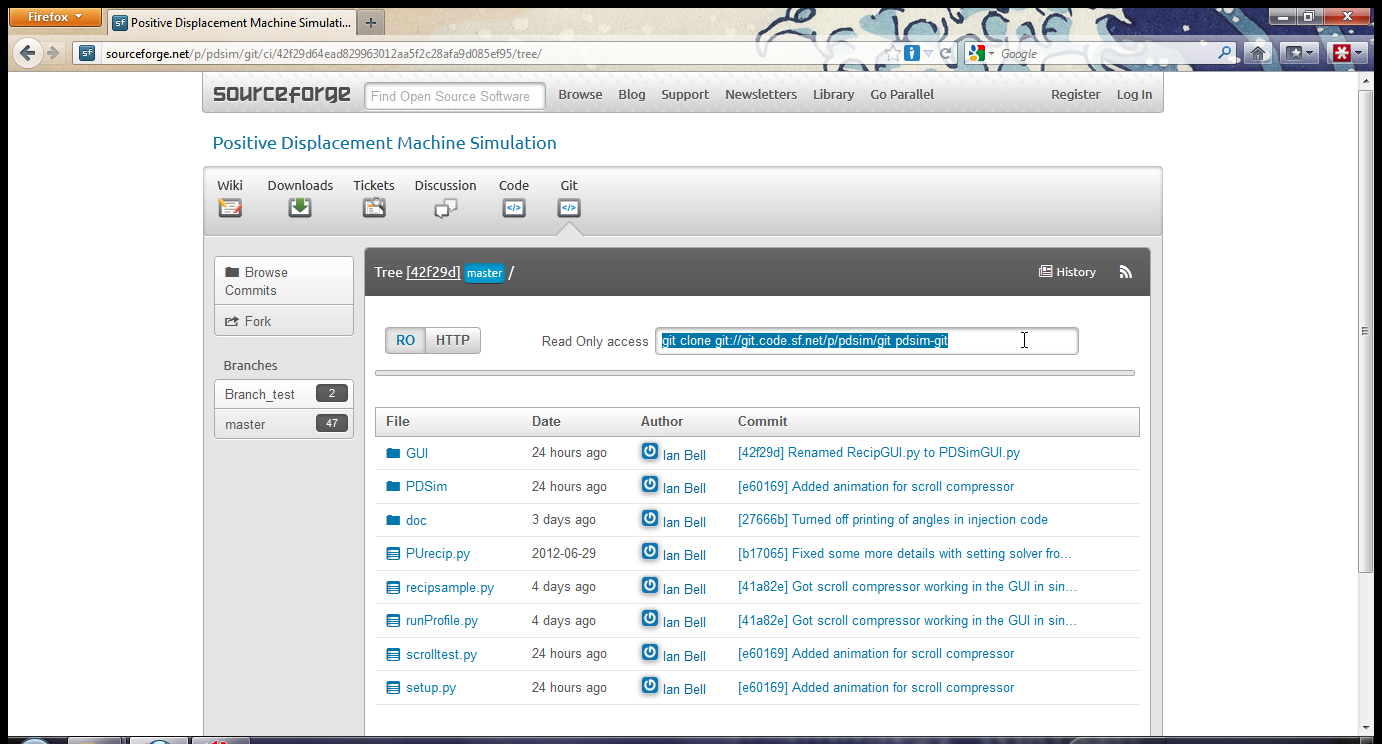 Firefox
Positive Displacement Machine Simulati...
sourceforge.net/p/pdsim/git/ci/42f29d64ead829963012aa5f2c28afa9d085ef95/tree/
Google
sourceforge
Find Open Source Software
Browse
Blog
Support
Newsletters
Library
Go Parallel
Register
Log In
Positive Displacement Machine Simulation
Wiki
Downloads
Tickets
Discussion
Code
Git
Browse
Commits
Fork
Branches
Branch_test 2
master 47
Tree [42f29d] master /
History
RO HTTP
Read Only access git clone git://git.code.sf.net/p/pdsim/git pdsim-git
File Date Author Commit
GUI 24 hours ago Ian Bell [42f29d] Renamed RecipGUI.py to PDSimGUI.py
PDSim 24 hours ago Ian Bell [e60169] Added animation for scroll compressor
doc 3 days ago Ian Bell [27666b] Turned off printing of angles in injection code
PUrecip.py 2012-06-29 Ian Bell [b17065] Fixed some more details with setting solver fro...
recipsample.py 4 days ago Ian Bell [41a82e] Got scroll compressor working in the GUI in sin...
runProfile.py 4 days ago Ian Bell [41a82e] Got scroll compressor working in the GUI in sin...
scrolltest.py 24 hours ago Ian Bell [e60169] Added animation for scroll compressor
setup.py 24 hours ago Ian Bell [e60169] Added animation for scroll compressor